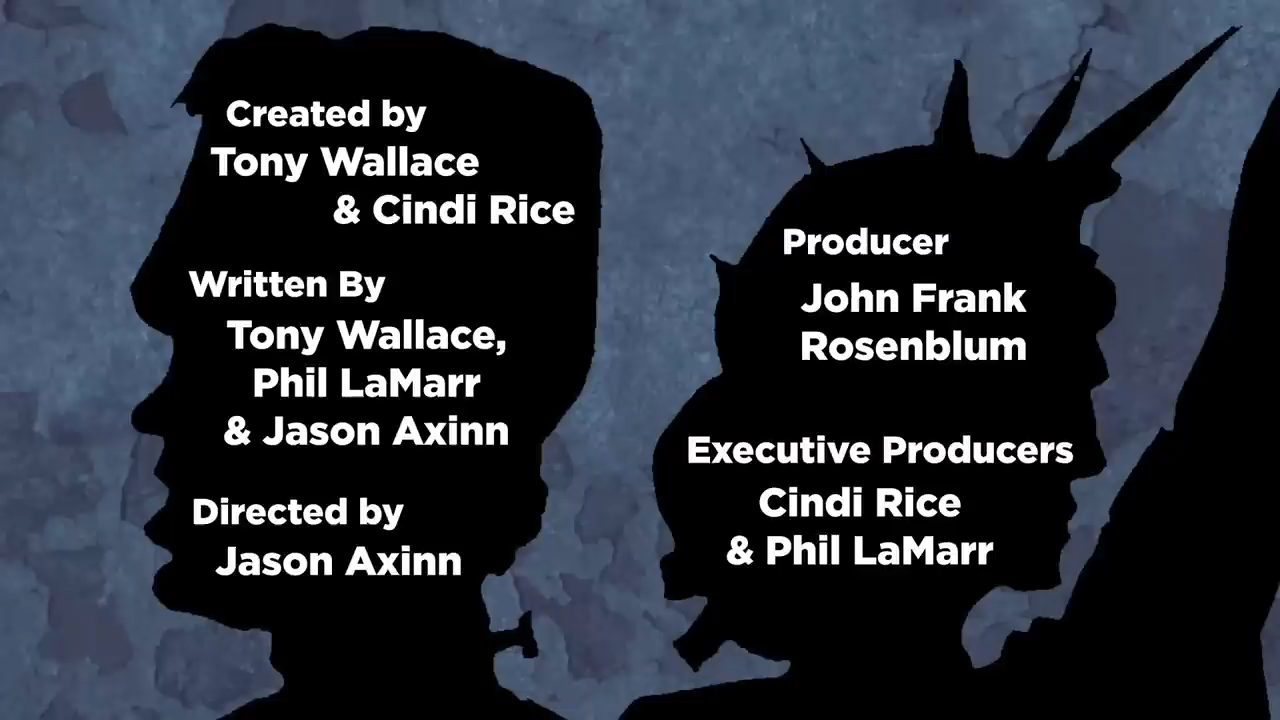 Created by
Tony Wallace
& Cindi Rice
Written By
Tony Wallace,
Phil LaMarr
& Jason Axinn
Directed by
Jason Axinn
Producer
John Frank
Rosenblum
Executive Producers
Cindi Rice
& Phil LaMarr